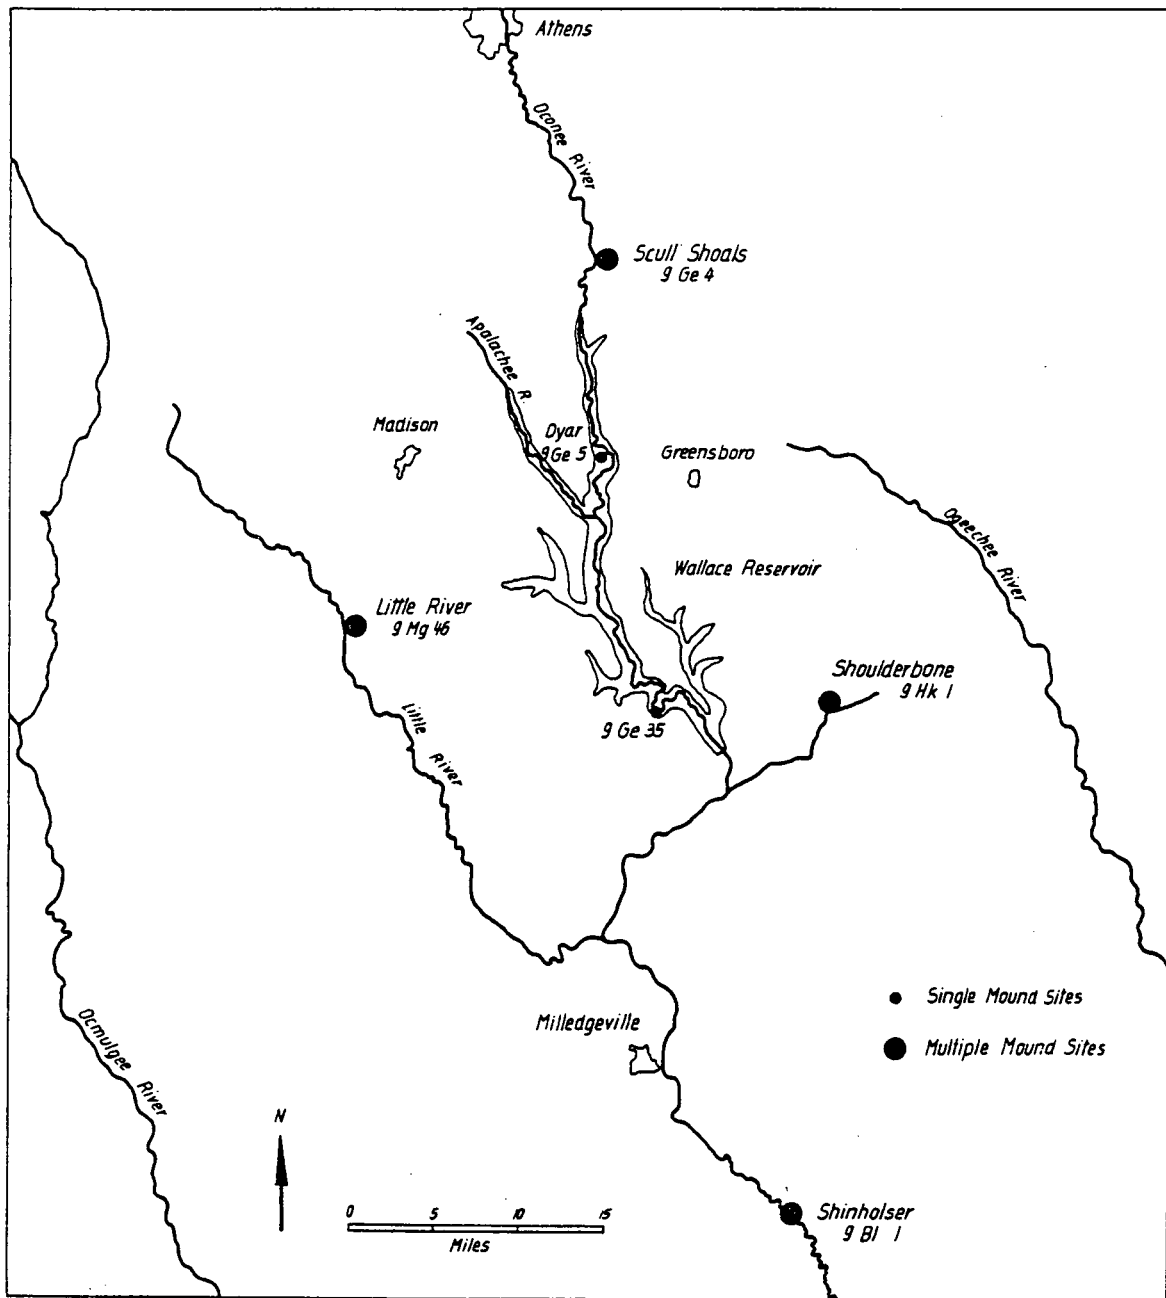 Athens
Oconee River
Scull Shoals
9 Ge 4
Apalachee R.
Madison
Dyar
9 Ge 5
Greensboro
Ogeechee River
Wallace Reservoir
Little River
9 Mg 46
Shoulderbone
9 Hk 1
Little River
9 Ge 35
Single Mound Sites
Milledgeville
Multiple Mound Sites
Ocmulgee River
N
0 5 10 15
Miles
Shinholser
9 Bl 1